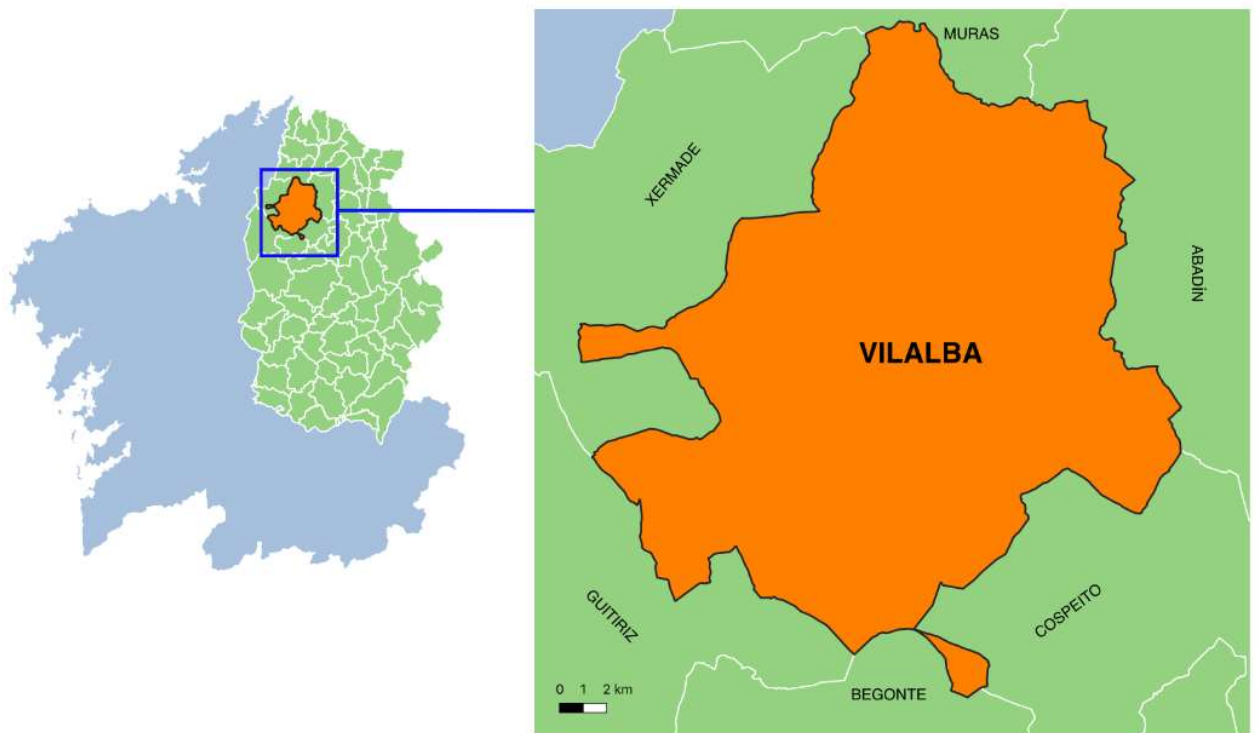 MURAS
XERMADE
ABADÍN
VILALBA
GUITIRIZ
COSPEITO
BEGONTE
0 1 2 km